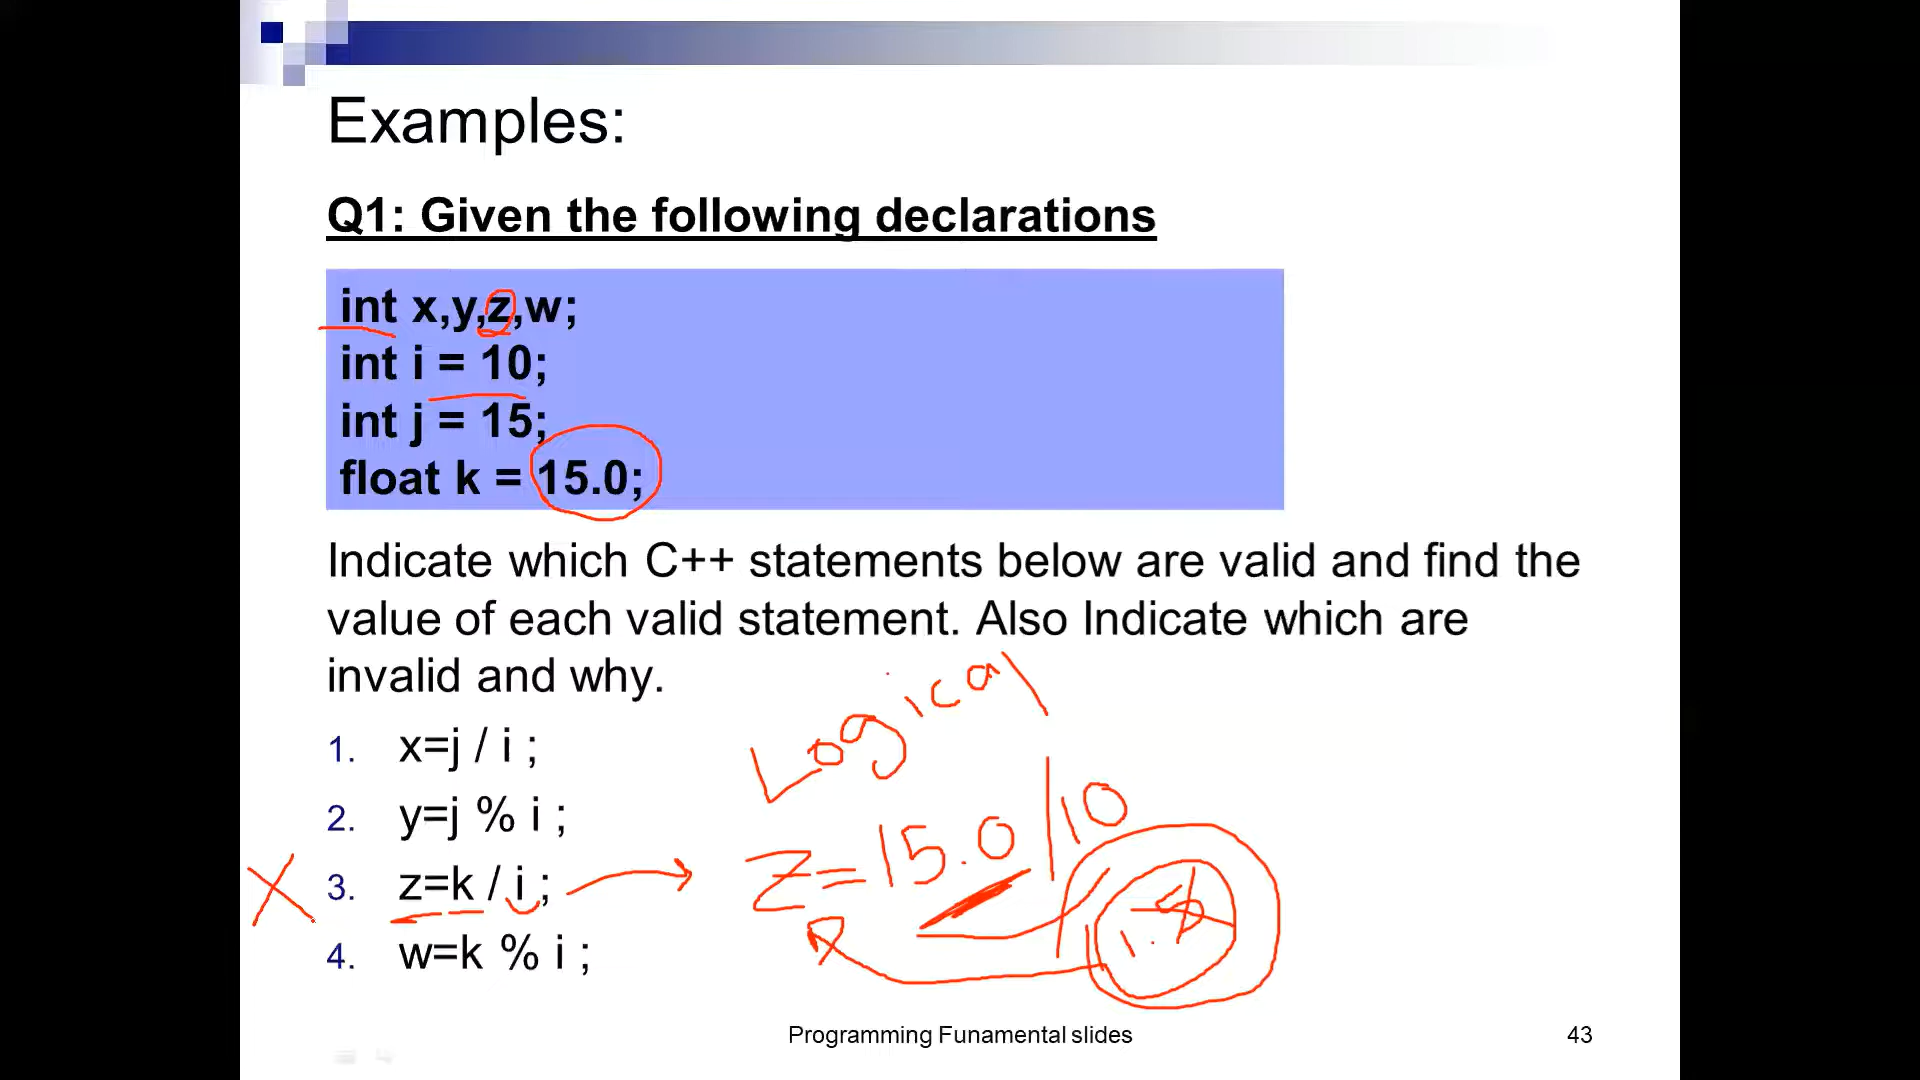 Examples:
Q1: Given the following declarations
int x,y,z,w;
int i = 10;
int j = 15;
float k = 15.0;
Indicate which C++ statements below are valid and find the
value of each valid statement. Also Indicate which are
invalid and why.
Logical
1. x=j / i ;
2. y=j % i ;
X 3. z=k / i ;
z=15.0/10
1.5
4. w=k % i ;
Programming Funamental slides
43